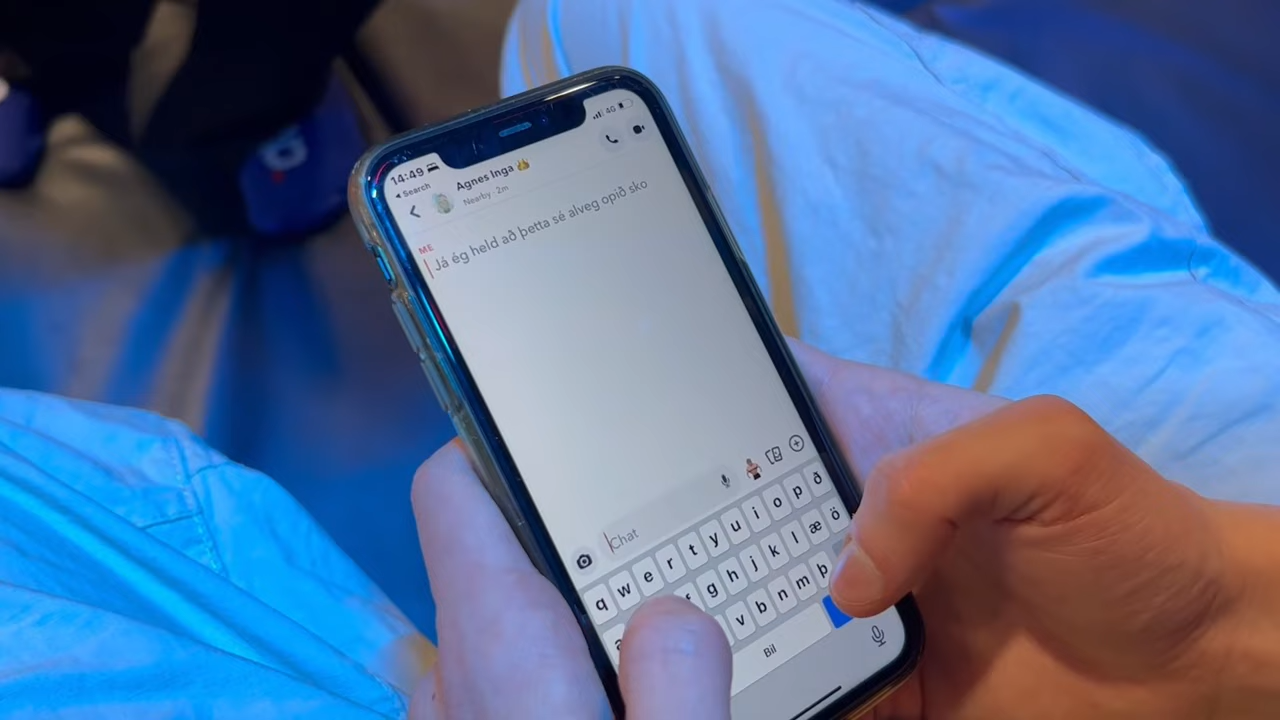 14:49
4G
Search
Agnes Inga
Nearby · 2m
ME
Já ég held að þetta sé alveg opið sko
Chat
q w e r t y u i o p ð
a f g h j k l æ ö
v b n m þ
Bil